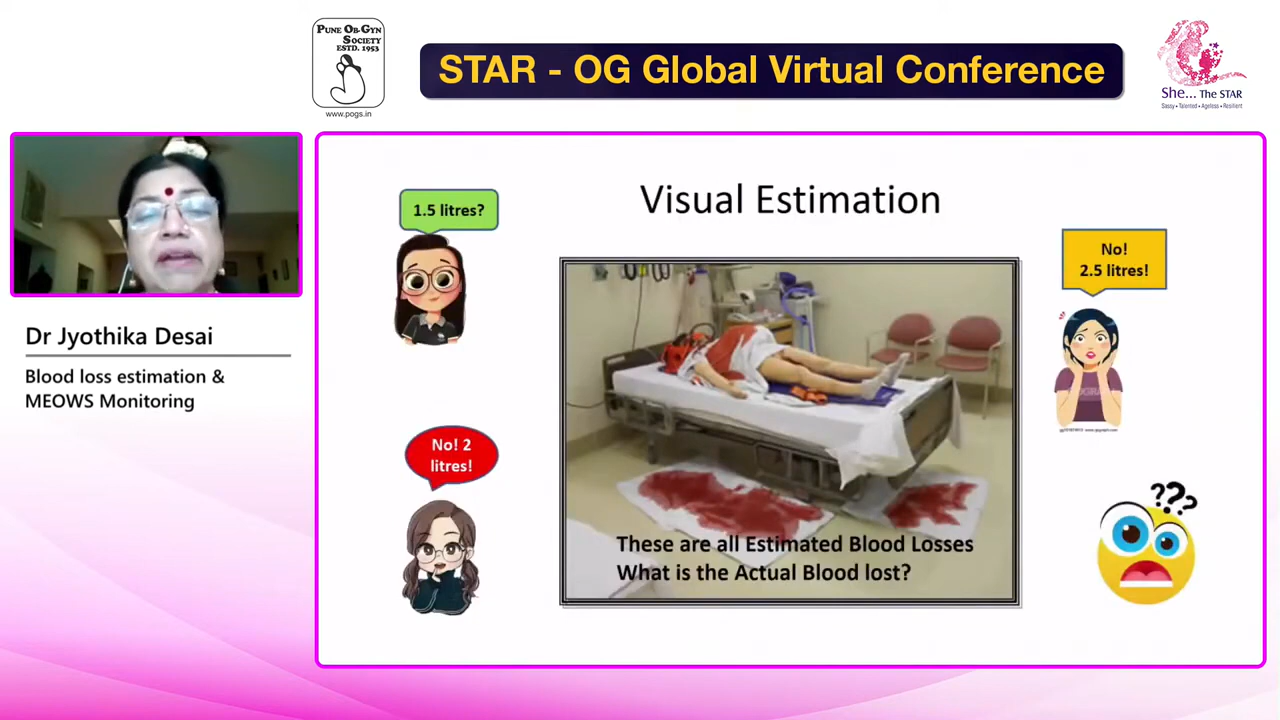 PUNE OB-GYN
SOCIETY
ESTD. 1953
www.pogs.in
STAR - OG Global Virtual Conference
She... The STAR
Sassy • Talented • Ageless • Resilient
Dr Jyothika Desai
Blood loss estimation &
MEOWS Monitoring
Visual Estimation
1.5 litres?
No!
2.5 litres!
No! 2
litres!
???
These are all Estimated Blood Losses
What is the Actual Blood lost?